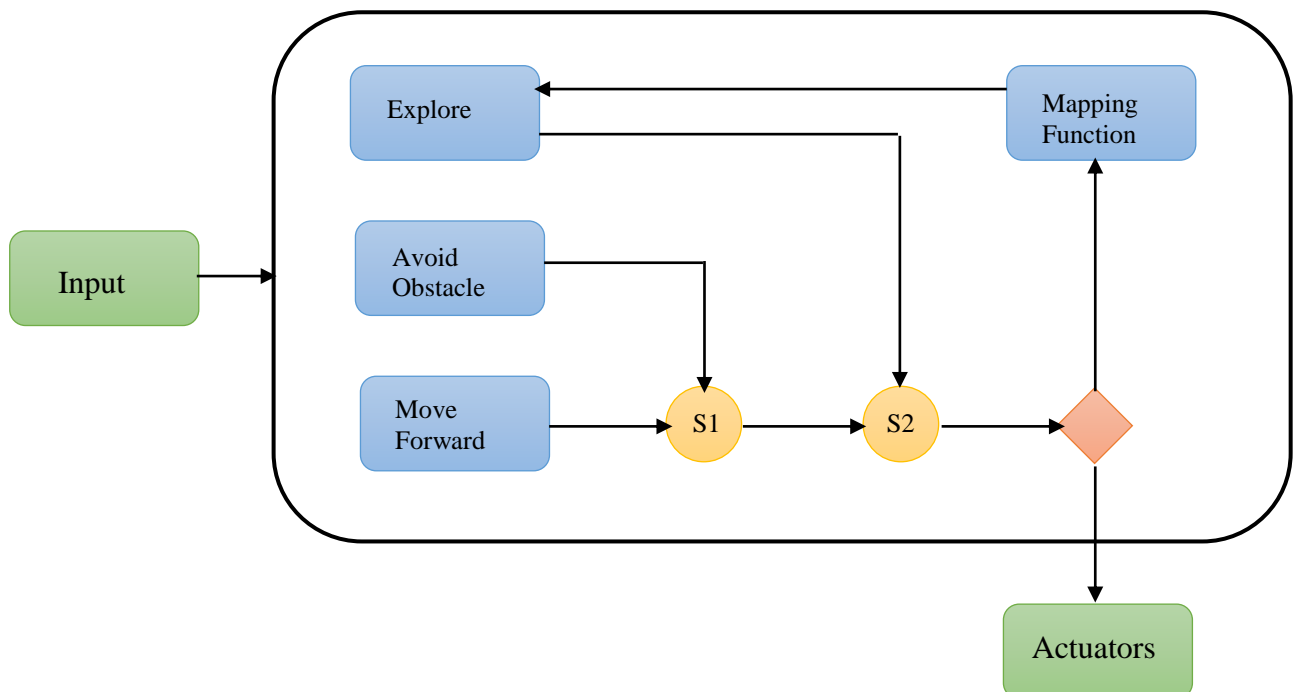 Explore
Mapping
Function
Avoid
Obstacle
Input
Move
Forward
S1
S2
Actuators